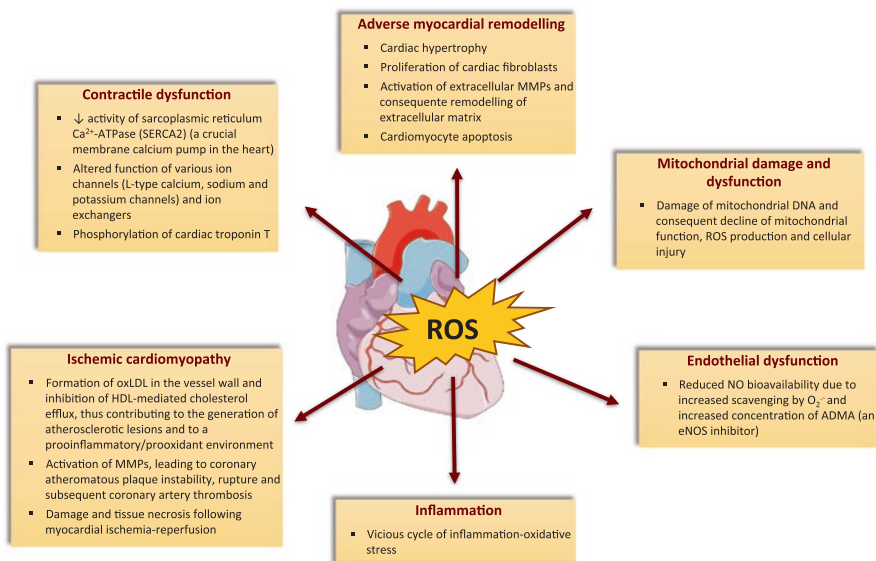 Adverse myocardial remodelling
▪ Cardiac hypertrophy
▪ Proliferation of cardiac fibroblasts
▪ Activation of extracellular MMPs and
consequente remodelling of
extracellular matrix
▪ Cardiomyocyte apoptosis
Contractile dysfunction
▪ ↓ activity of sarcoplasmic reticulum
Ca²⁺-ATPase (SERCA2) (a crucial
membrane calcium pump in the heart)
▪ Altered function of various ion
channels (L-type calcium, sodium and
potassium channels) and ion
exchangers
▪ Phosphorylation of cardiac troponin T
Mitochondrial damage and
dysfunction
▪ Damage of mitochondrial DNA and
consequent decline of mitochondrial
function, ROS production and cellular
injury
ROS
Ischemic cardiomyopathy
▪ Formation of oxLDL in the vessel wall and
inhibition of HDL-mediated cholesterol
efflux, thus contributing to the generation of
atherosclerotic lesions and to a
prooinflammatory/prooxidant environment
▪ Activation of MMPs, leading to coronary
atheromatous plaque instability, rupture and
subsequent coronary artery thrombosis
▪ Damage and tissue necrosis following
myocardial ischemia-reperfusion
Endothelial dysfunction
▪ Reduced NO bioavailability due to
increased scavenging by O₂·⁻ and
increased concentration of ADMA (an
eNOS inhibitor)
Inflammation
▪ Vicious cycle of inflammation-oxidative
stress